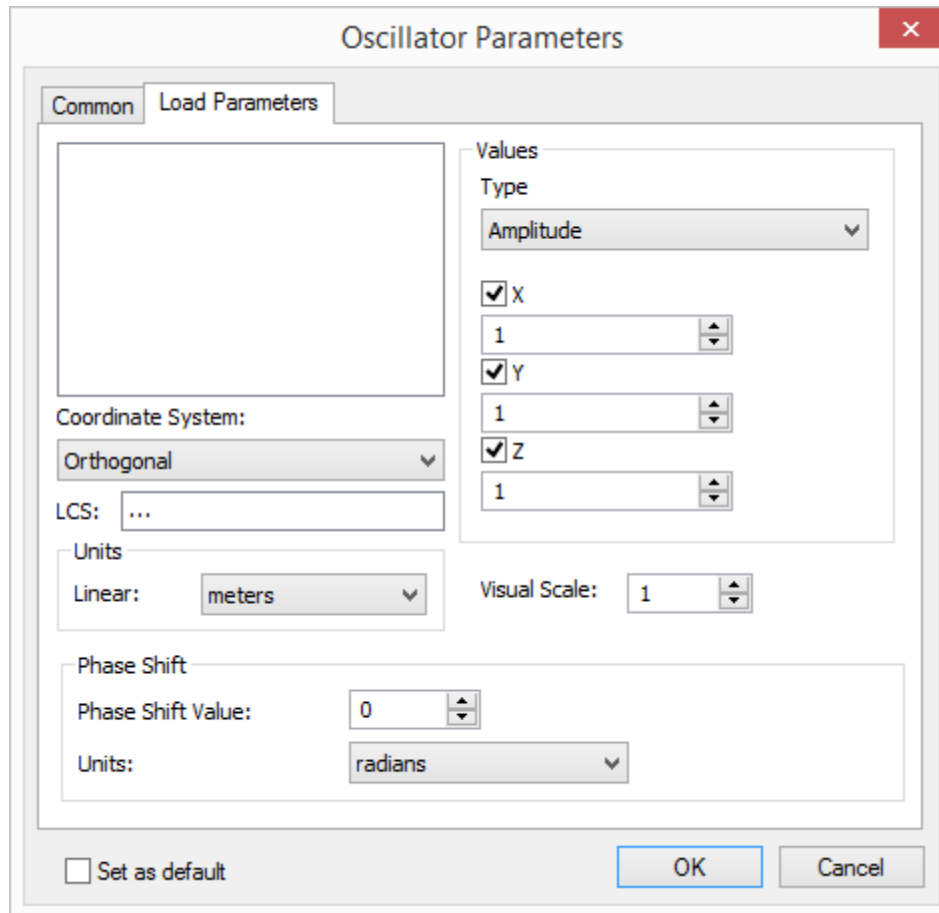 Oscillator Parameters
Common
Load Parameters
Values
Type
Amplitude
X
1
Y
1
Z
1
Coordinate System:
Orthogonal
LCS: ...
Units
Linear: meters
Visual Scale: 1
Phase Shift
Phase Shift Value: 0
Units: radians
Set as default
OK
Cancel